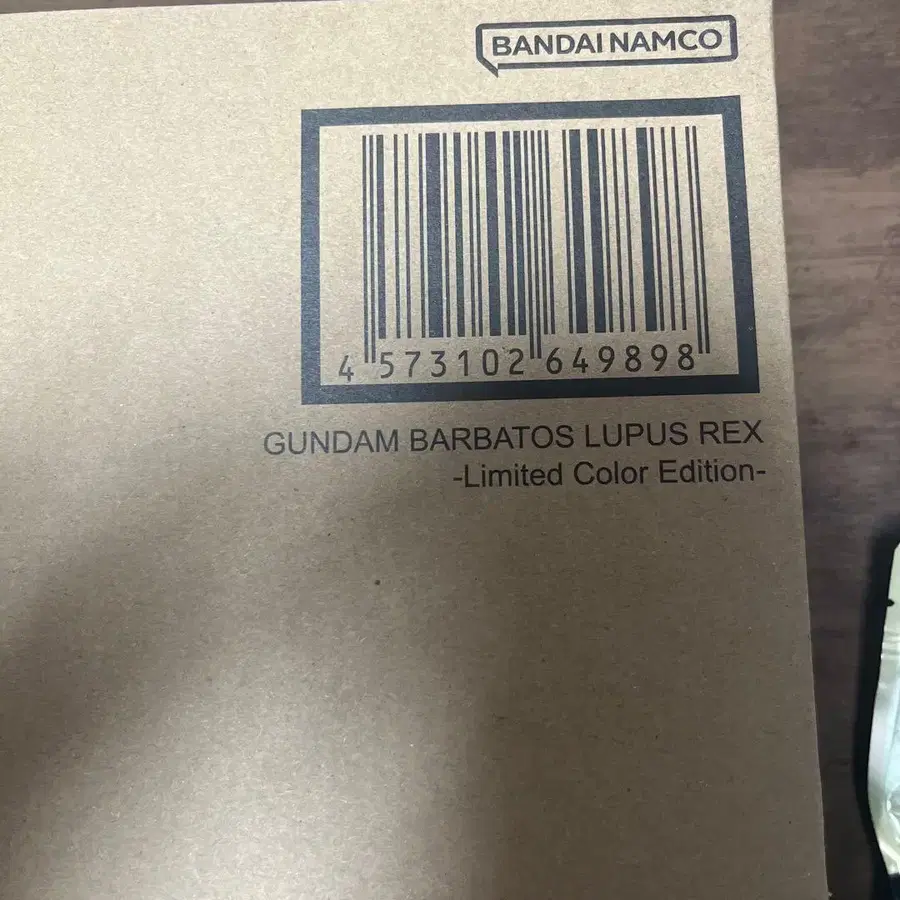 BANDAI NAMCO
4 573102 649898
GUNDAM BARBATOS LUPUS REX
-Limited Color Edition-